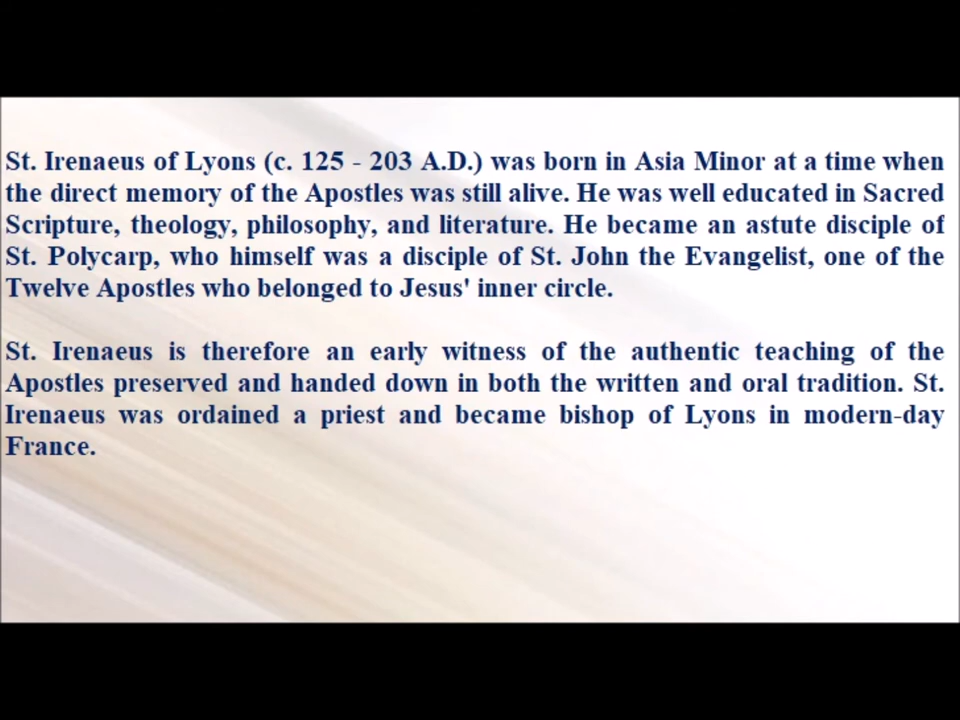 St. Irenaeus of Lyons (c. 125 - 203 A.D.) was born in Asia Minor at a time when
the direct memory of the Apostles was still alive. He was well educated in Sacred
Scripture, theology, philosophy, and literature. He became an astute disciple of
St. Polycarp, who himself was a disciple of St. John the Evangelist, one of the
Twelve Apostles who belonged to Jesus' inner circle.
St. Irenaeus is therefore an early witness of the authentic teaching of the
Apostles preserved and handed down in both the written and oral tradition. St.
Irenaeus was ordained a priest and became bishop of Lyons in modern-day
France.